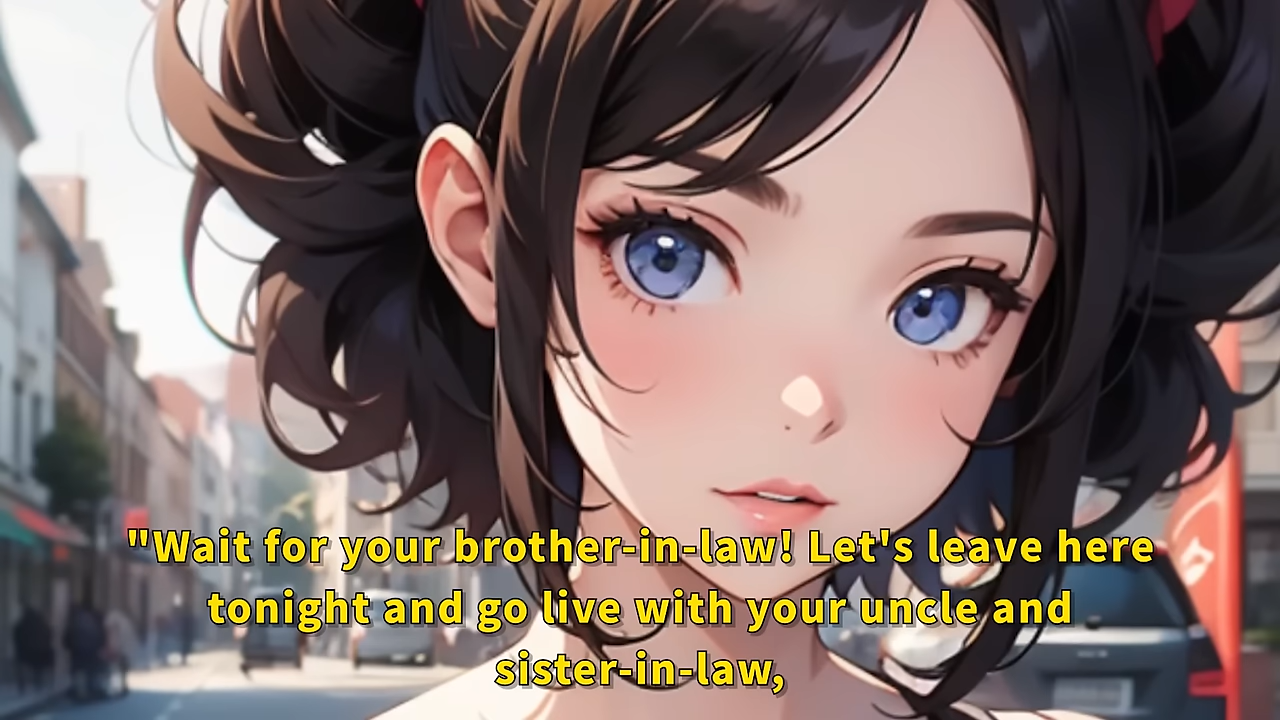 "Wait for your brother-in-law! Let's leave here
tonight and go live with your uncle and
sister-in-law,